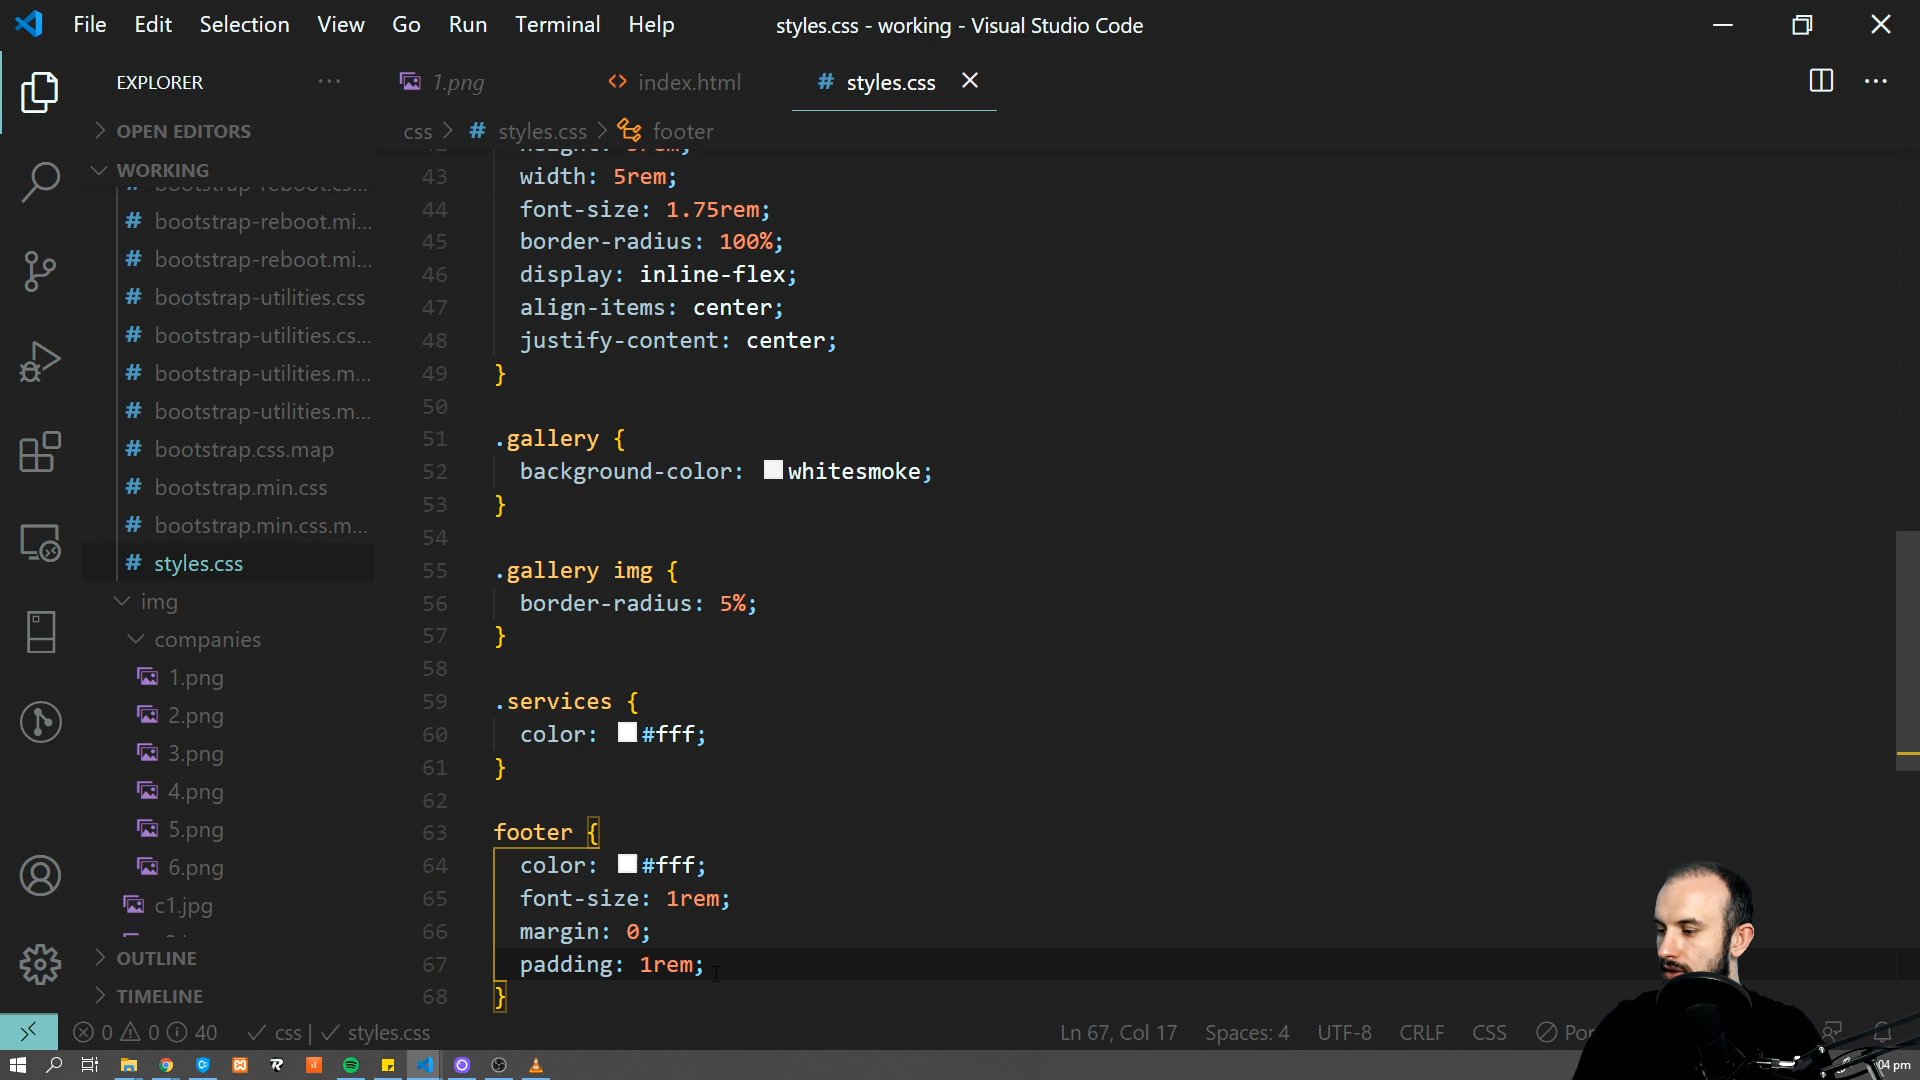 File Edit Selection View Go Run Terminal Help
styles.css - working - Visual Studio Code
EXPLORER
1.png
index.html
# styles.css
OPEN EDITORS
css > # styles.css > footer
WORKING
# bootstrap-reboot.mi...
# bootstrap-reboot.mi...
# bootstrap-utilities.css
# bootstrap-utilities.cs...
# bootstrap-utilities.m...
# bootstrap-utilities.m...
# bootstrap.css.map
# bootstrap.min.css
# bootstrap.min.css.m...
# styles.css
img
companies
1.png
2.png
3.png
4.png
5.png
6.png
c1.jpg
OUTLINE
TIMELINE
43 width: 5rem;
44 font-size: 1.75rem;
45 border-radius: 100%;
46 display: inline-flex;
47 align-items: center;
48 justify-content: center;
49 }
50
51 .gallery {
52 background-color: whitesmoke;
53 }
54
55 .gallery img {
56 border-radius: 5%;
57 }
58
59 .services {
60 color: #fff;
61 }
62
63 footer {
64 color: #fff;
65 font-size: 1rem;
66 margin: 0;
67 padding: 1rem;
68 }
0 0 40 css | styles.css
Ln 67, Col 17 Spaces: 4 UTF-8 CRLF CSS
04 pm